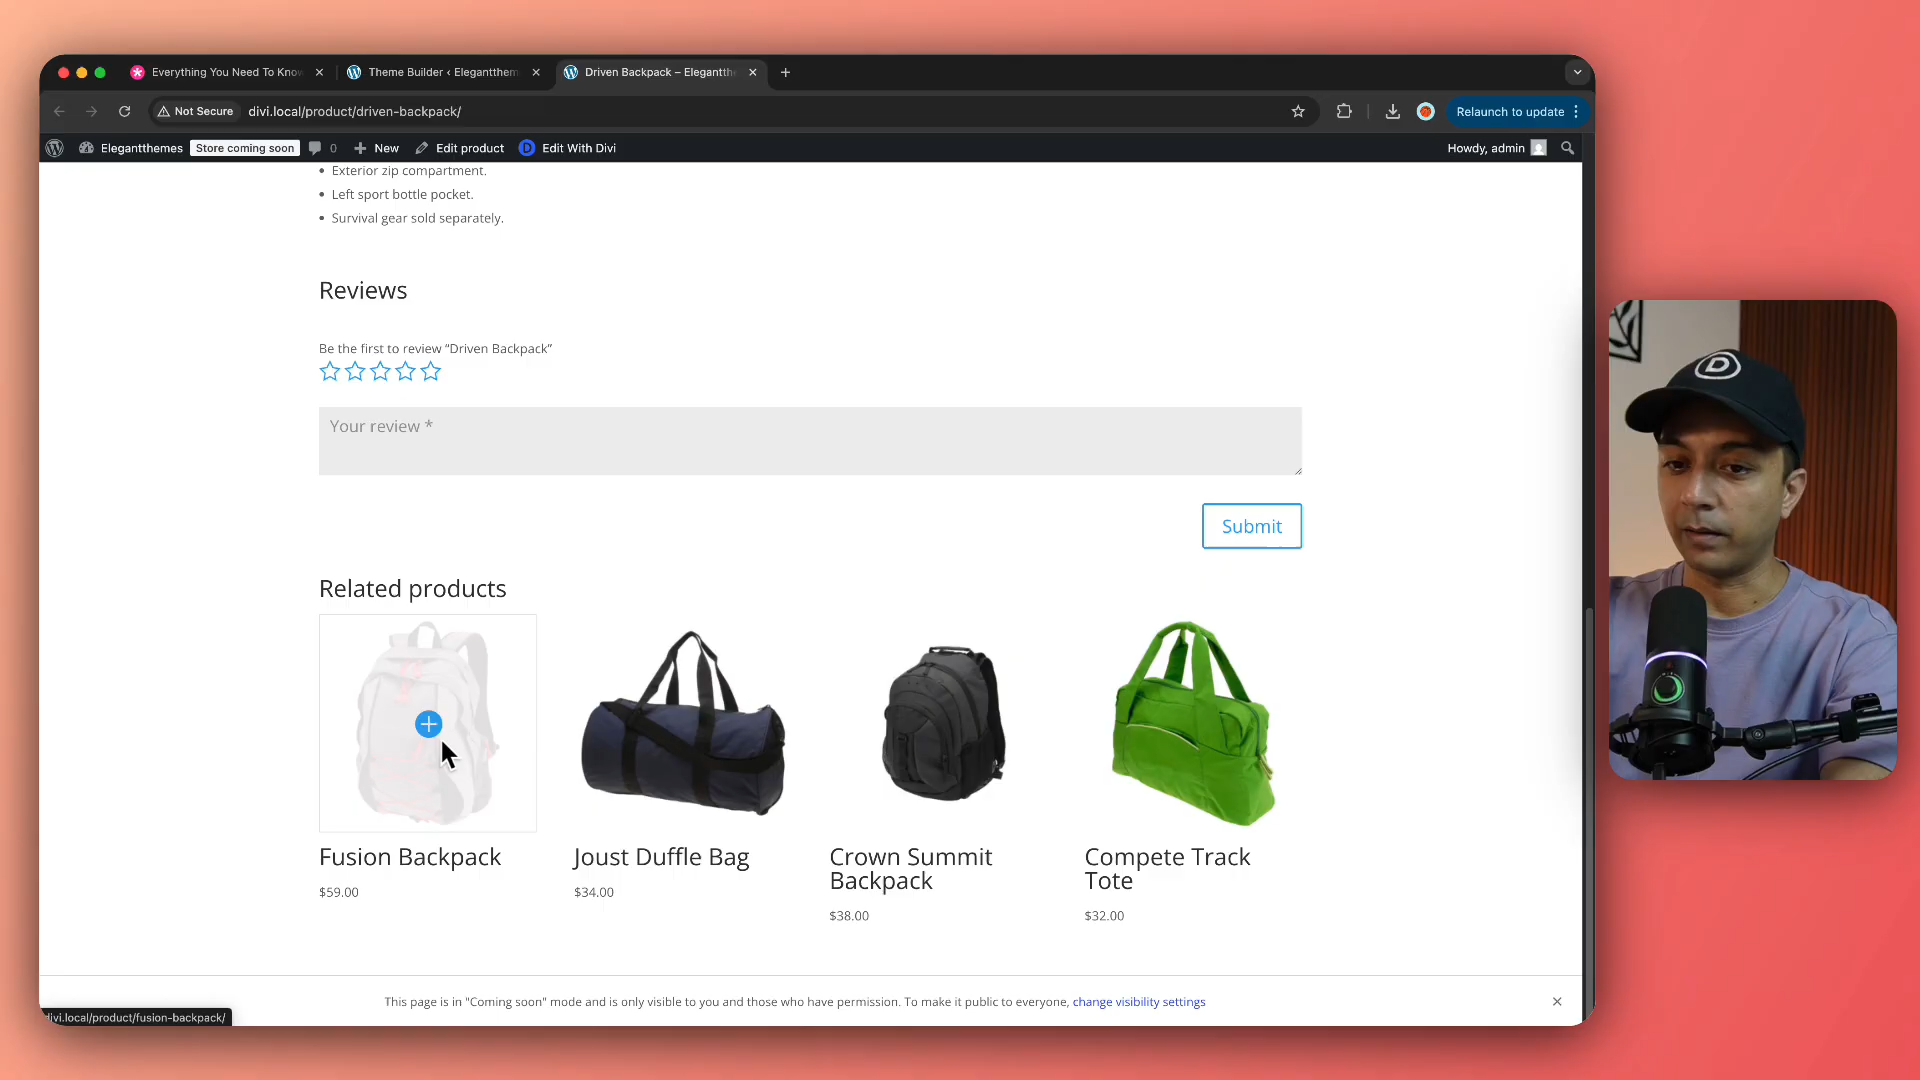 Everything You Need To Know
Theme Builder ‹ Elegantthem
Driven Backpack – Elegantth
Not Secure
divi.local/product/driven-backpack/
Relaunch to update
Elegantthemes
Store coming soon
0
New
Edit product
D
Edit With Divi
Howdy, admin
Exterior zip compartment.
Left sport bottle pocket.
Survival gear sold separately.
Reviews
Be the first to review “Driven Backpack”
Your review *
Submit
Related products
Fusion Backpack
$59.00
Joust Duffle Bag
$34.00
Crown Summit
Backpack
$38.00
Compete Track
Tote
$32.00
This page is in "Coming soon" mode and is only visible to you and those who have permission. To make it public to everyone, change visibility settings
divi.local/product/fusion-backpack/
D